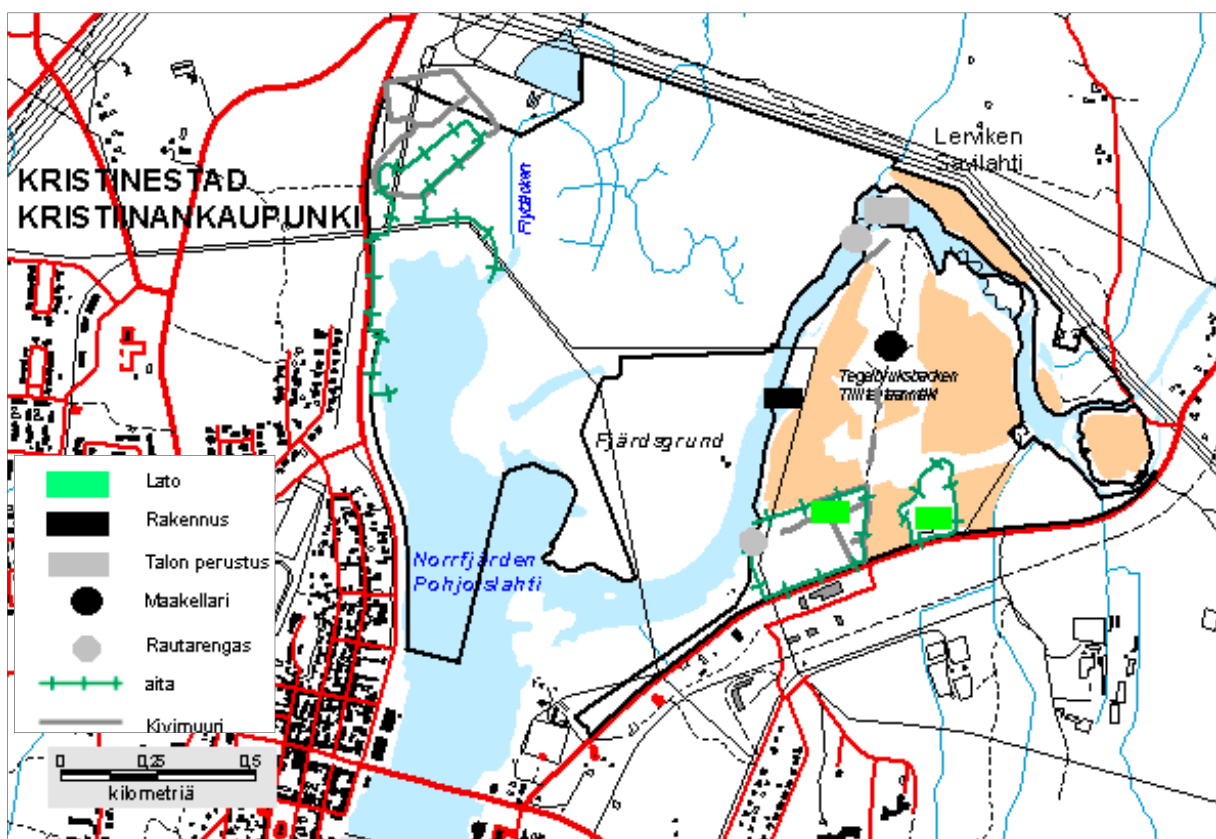 Lerviken
Savilahti
KRISTINESTAD
KRISTIINANKAUPUNKI
Tegelbruksbacken
Fjärdsgrund
Norrfjärden
Pohjoislahti
Lato
Rakennus
Talon perustus
Maakellari
Rautarengas
aita
Kivimuuri
0 0,25 0,5
kilometriä